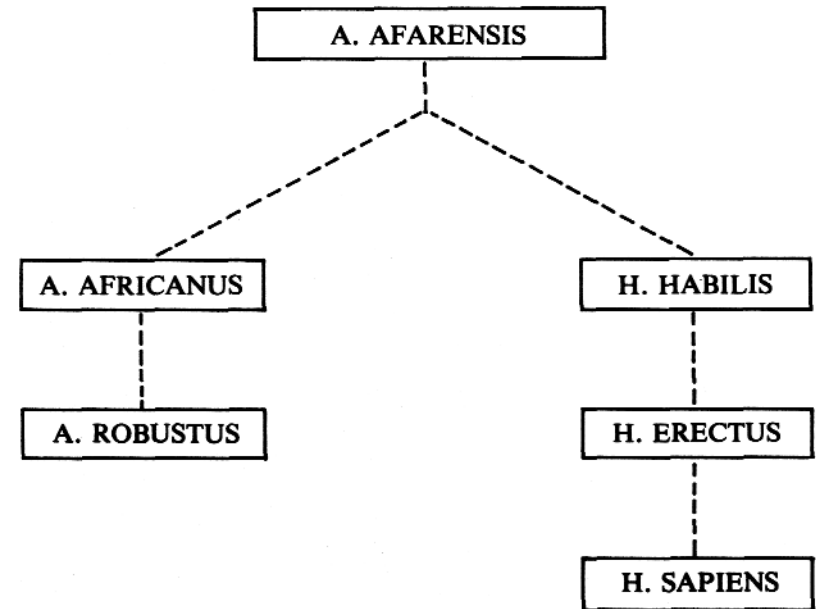 A. AFARENSIS
A. AFRICANUS
H. HABILIS
A. ROBUSTUS
H. ERECTUS
H. SAPIENS